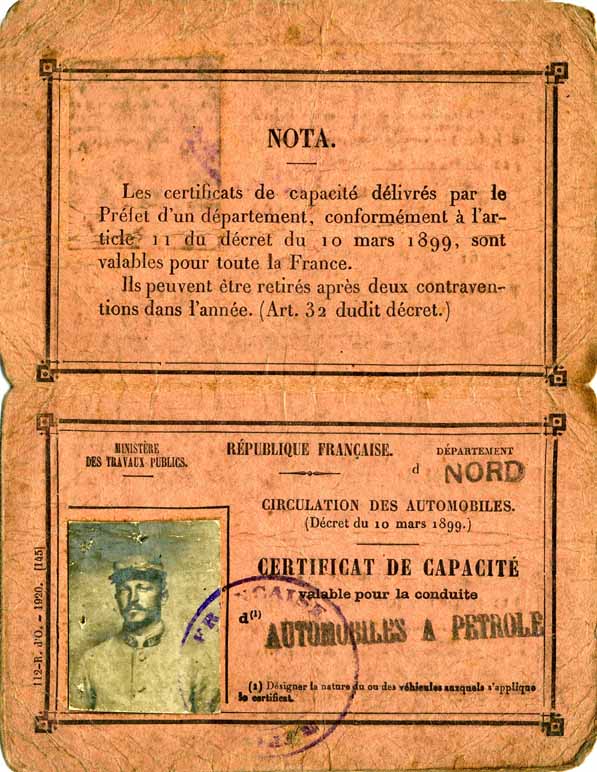 NOTA.
Les certificats de capacité délivrés par le
Préfet d'un département, conformément à l'ar-
ticle 11 du décret du 10 mars 1899, sont
valables pour toute la France.
Ils peuvent être retirés après deux contraven-
tions dans l'année. (Art. 32 dudit décret.)
MINISTÈRE
DES TRAVAUX PUBLICS.
RÉPUBLIQUE FRANÇAISE.
DÉPARTEMENT
d NORD
CIRCULATION DES AUTOMOBILES.
(Décret du 10 mars 1899.)
CERTIFICAT DE CAPACITÉ
valable pour la conduite
d(1) AUTOMOBILES A PETROLE
(1) Désigner la nature du ou des véhicules auxquels s'applique
le certificat.
FRANÇAISE
112-R. J'O. - 1920. [145]